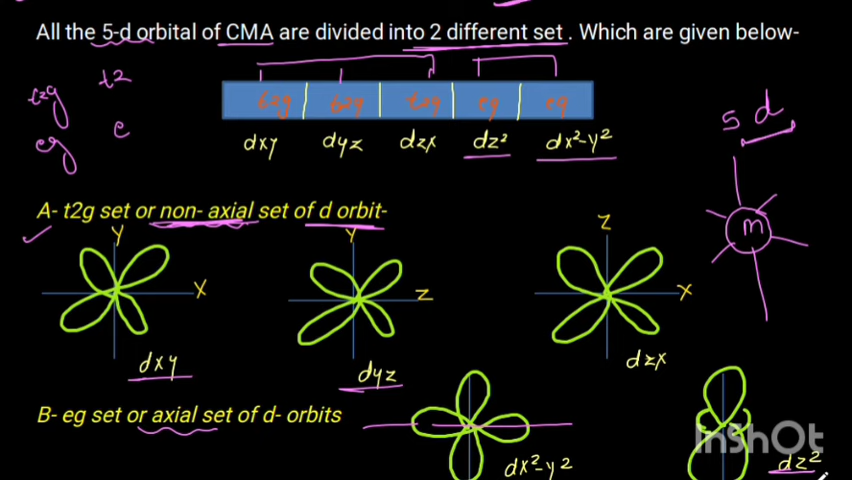 All the 5-d orbital of CMA are divided into 2 different set . Which are given below-
t2g t2
eg e
t2g t2g t2g eg eg
dxy dyz dzx dz² dx²-y²
5 d
m
A- t2g set or non- axial set of d orbit-
Y Y Z
X Z X
dxy dyz dzx
B- eg set or axial set of d- orbits
dx²-y² dz²
InShOt